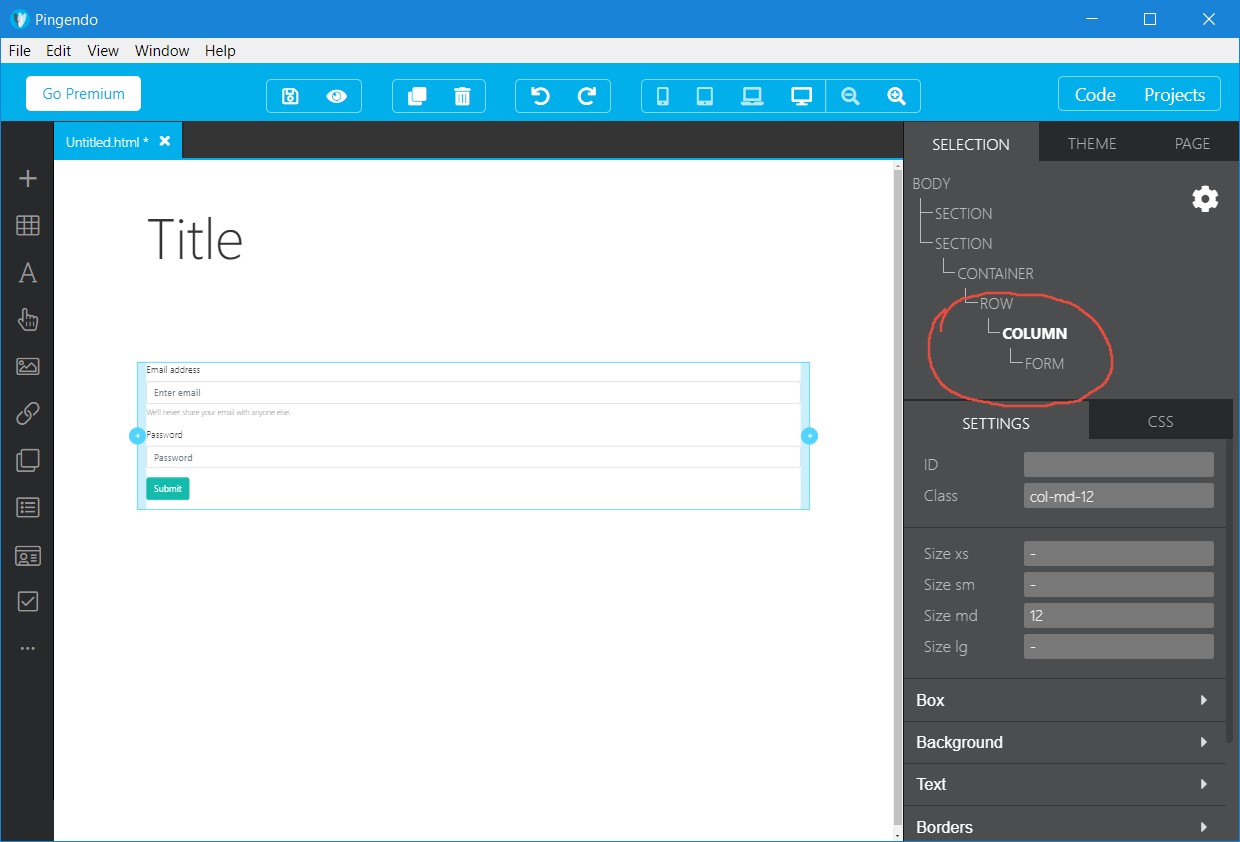 Pingendo
File Edit View Window Help
Go Premium
Code Projects
Untitled.html *
SELECTION THEME PAGE
BODY
SECTION
SECTION
CONTAINER
ROW
COLUMN
FORM
Title
Email address
Enter email
We'll never share your email with anyone else.
Password
Password
Submit
SETTINGS CSS
ID
Class col-md-12
Size xs -
Size sm -
Size md 12
Size lg -
Box
Background
Text
Borders